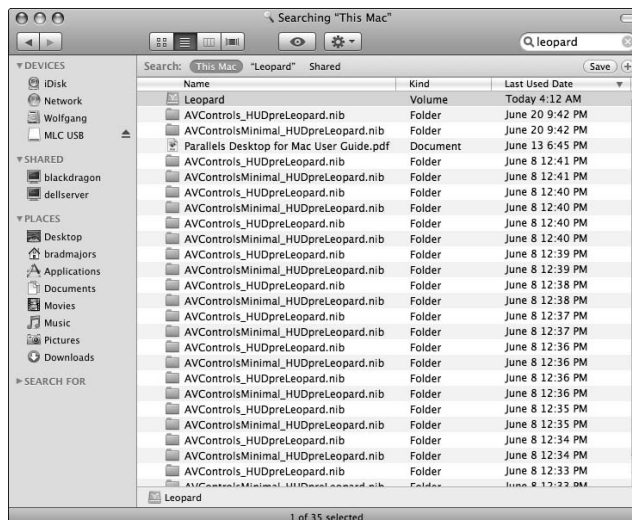 Searching "This Mac"
leopard
DEVICES
iDisk
Network
Wolfgang
MLC USB
SHARED
blackdragon
dellserver
PLACES
Desktop
bradmajors
Applications
Documents
Movies
Music
Pictures
Downloads
SEARCH FOR
Search: This Mac "Leopard" Shared Save
Name Kind Last Used Date
Leopard Volume Today 4:12 AM
AVControls_HUDpreLeopard.nib Folder June 20 9:42 PM
AVControlsMinimal_HUDpreLeopard.nib Folder June 20 9:42 PM
Parallels Desktop for Mac User Guide.pdf Document June 13 6:45 PM
AVControls_HUDpreLeopard.nib Folder June 8 12:41 PM
AVControlsMinimal_HUDpreLeopard.nib Folder June 8 12:41 PM
AVControls_HUDpreLeopard.nib Folder June 8 12:40 PM
AVControlsMinimal_HUDpreLeopard.nib Folder June 8 12:40 PM
AVControls_HUDpreLeopard.nib Folder June 8 12:40 PM
AVControlsMinimal_HUDpreLeopard.nib Folder June 8 12:40 PM
AVControls_HUDpreLeopard.nib Folder June 8 12:39 PM
AVControlsMinimal_HUDpreLeopard.nib Folder June 8 12:39 PM
AVControls_HUDpreLeopard.nib Folder June 8 12:38 PM
AVControlsMinimal_HUDpreLeopard.nib Folder June 8 12:38 PM
AVControls_HUDpreLeopard.nib Folder June 8 12:37 PM
AVControlsMinimal_HUDpreLeopard.nib Folder June 8 12:37 PM
AVControls_HUDpreLeopard.nib Folder June 8 12:36 PM
AVControlsMinimal_HUDpreLeopard.nib Folder June 8 12:36 PM
AVControls_HUDpreLeopard.nib Folder June 8 12:36 PM
AVControlsMinimal_HUDpreLeopard.nib Folder June 8 12:36 PM
AVControls_HUDpreLeopard.nib Folder June 8 12:35 PM
AVControlsMinimal_HUDpreLeopard.nib Folder June 8 12:35 PM
AVControls_HUDpreLeopard.nib Folder June 8 12:34 PM
AVControlsMinimal_HUDpreLeopard.nib Folder June 8 12:34 PM
AVControls_HUDpreLeopard.nib Folder June 8 12:33 PM
AVControlsMinimal_HUDpreLeopard.nib Folder June 8 12:33 PM
Leopard
1 of 35 selected